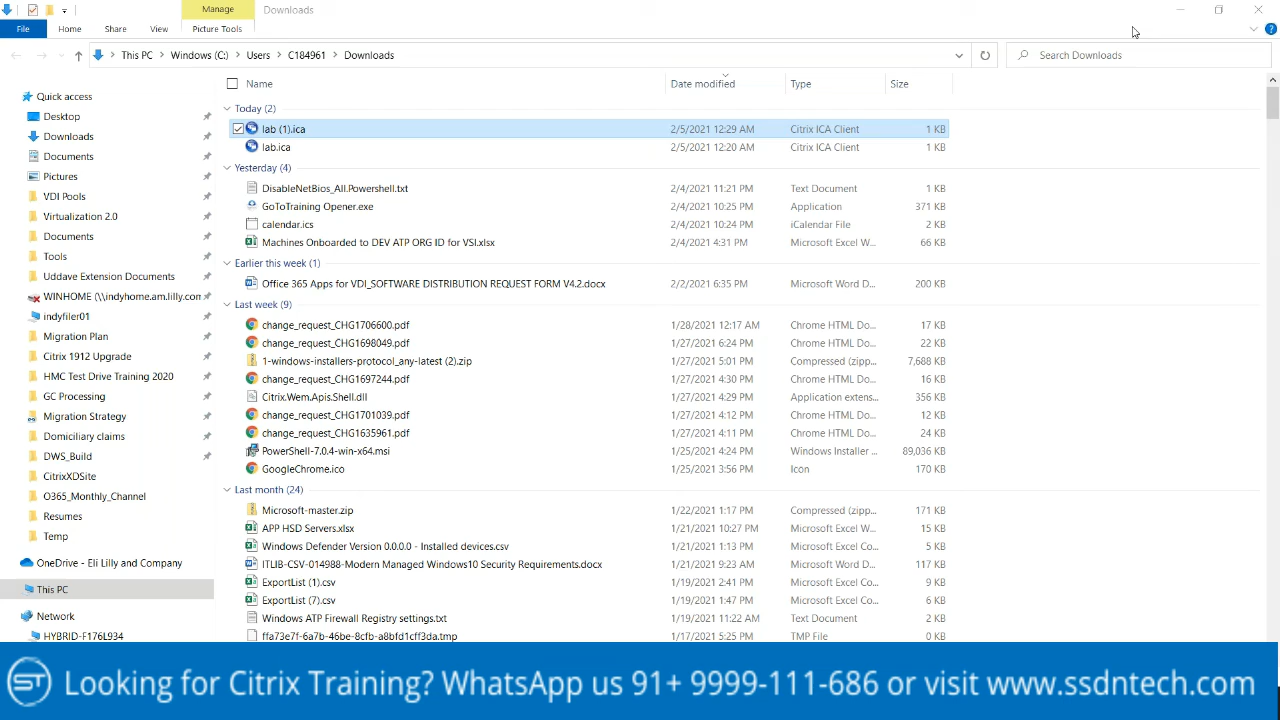 Manage
Downloads
File
Home
Share
View
Picture Tools
This PC
Windows (C:)
Users
C184961
Downloads
Search Downloads
Name
Date modified
Type
Size
Quick access
Desktop
Downloads
Documents
Pictures
VDI Pools
Virtualization 2.0
Documents
Tools
Uddave Extension Documents
WINHOME (\\indyhome.am.lilly.com
indyfiler01
Migration Plan
Citrix 1912 Upgrade
HMC Test Drive Training 2020
GC Processing
Migration Strategy
Domiciliary claims
DWS_Build
CitrixXDSite
O365_Monthly_Channel
Resumes
Temp
OneDrive - Eli Lilly and Company
This PC
Network
HYBRID-F176L934
Today (2)
lab (1).ica 2/5/2021 12:29 AM Citrix ICA Client 1 KB
lab.ica 2/5/2021 12:20 AM Citrix ICA Client 1 KB
Yesterday (4)
DisableNetBios_All.Powershell.txt 2/4/2021 11:21 PM Text Document 1 KB
GoToTraining Opener.exe 2/4/2021 10:25 PM Application 371 KB
calendar.ics 2/4/2021 10:24 PM iCalendar File 2 KB
Machines Onboarded to DEV ATP ORG ID for VSI.xlsx 2/4/2021 4:31 PM Microsoft Excel W... 66 KB
Earlier this week (1)
Office 365 Apps for VDI_SOFTWARE DISTRIBUTION REQUEST FORM V4.2.docx 2/2/2021 6:35 PM Microsoft Word D... 200 KB
Last week (9)
change_request_CHG1706600.pdf 1/28/2021 12:17 AM Chrome HTML Do... 17 KB
change_request_CHG1698049.pdf 1/27/2021 6:24 PM Chrome HTML Do... 22 KB
1-windows-installers-protocol_any-latest (2).zip 1/27/2021 5:01 PM Compressed (zipp... 7,688 KB
change_request_CHG1697244.pdf 1/27/2021 4:30 PM Chrome HTML Do... 16 KB
Citrix.Wem.Apis.Shell.dll 1/27/2021 4:29 PM Application extens... 356 KB
change_request_CHG1701039.pdf 1/27/2021 4:12 PM Chrome HTML Do... 12 KB
change_request_CHG1635961.pdf 1/27/2021 4:11 PM Chrome HTML Do... 24 KB
PowerShell-7.0.4-win-x64.msi 1/25/2021 4:24 PM Windows Installer ... 89,036 KB
GoogleChrome.ico 1/25/2021 3:56 PM Icon 170 KB
Last month (24)
Microsoft-master.zip 1/22/2021 1:17 PM Compressed (zipp... 171 KB
APP HSD Servers.xlsx 1/21/2021 10:27 PM Microsoft Excel W... 15 KB
Windows Defender Version 0.0.0.0 - Installed devices.csv 1/21/2021 1:13 PM Microsoft Excel Co... 5 KB
ITLIB-CSV-014988-Modern Managed Windows10 Security Requirements.docx 1/21/2021 9:23 AM Microsoft Word D... 117 KB
ExportList (1).csv 1/19/2021 2:41 PM Microsoft Excel Co... 9 KB
ExportList (7).csv 1/19/2021 1:47 PM Microsoft Excel Co... 6 KB
Windows ATP Firewall Registry settings.txt 1/19/2021 11:22 AM Text Document 2 KB
ffa73e7f-6a7b-46be-8cfb-a8bfd1cff3da.tmp 1/17/2021 5:25 PM TMP File 0 KB
ST Looking for Citrix Training? WhatsApp us 91+ 9999-111-686 or visit www.ssdntech.com